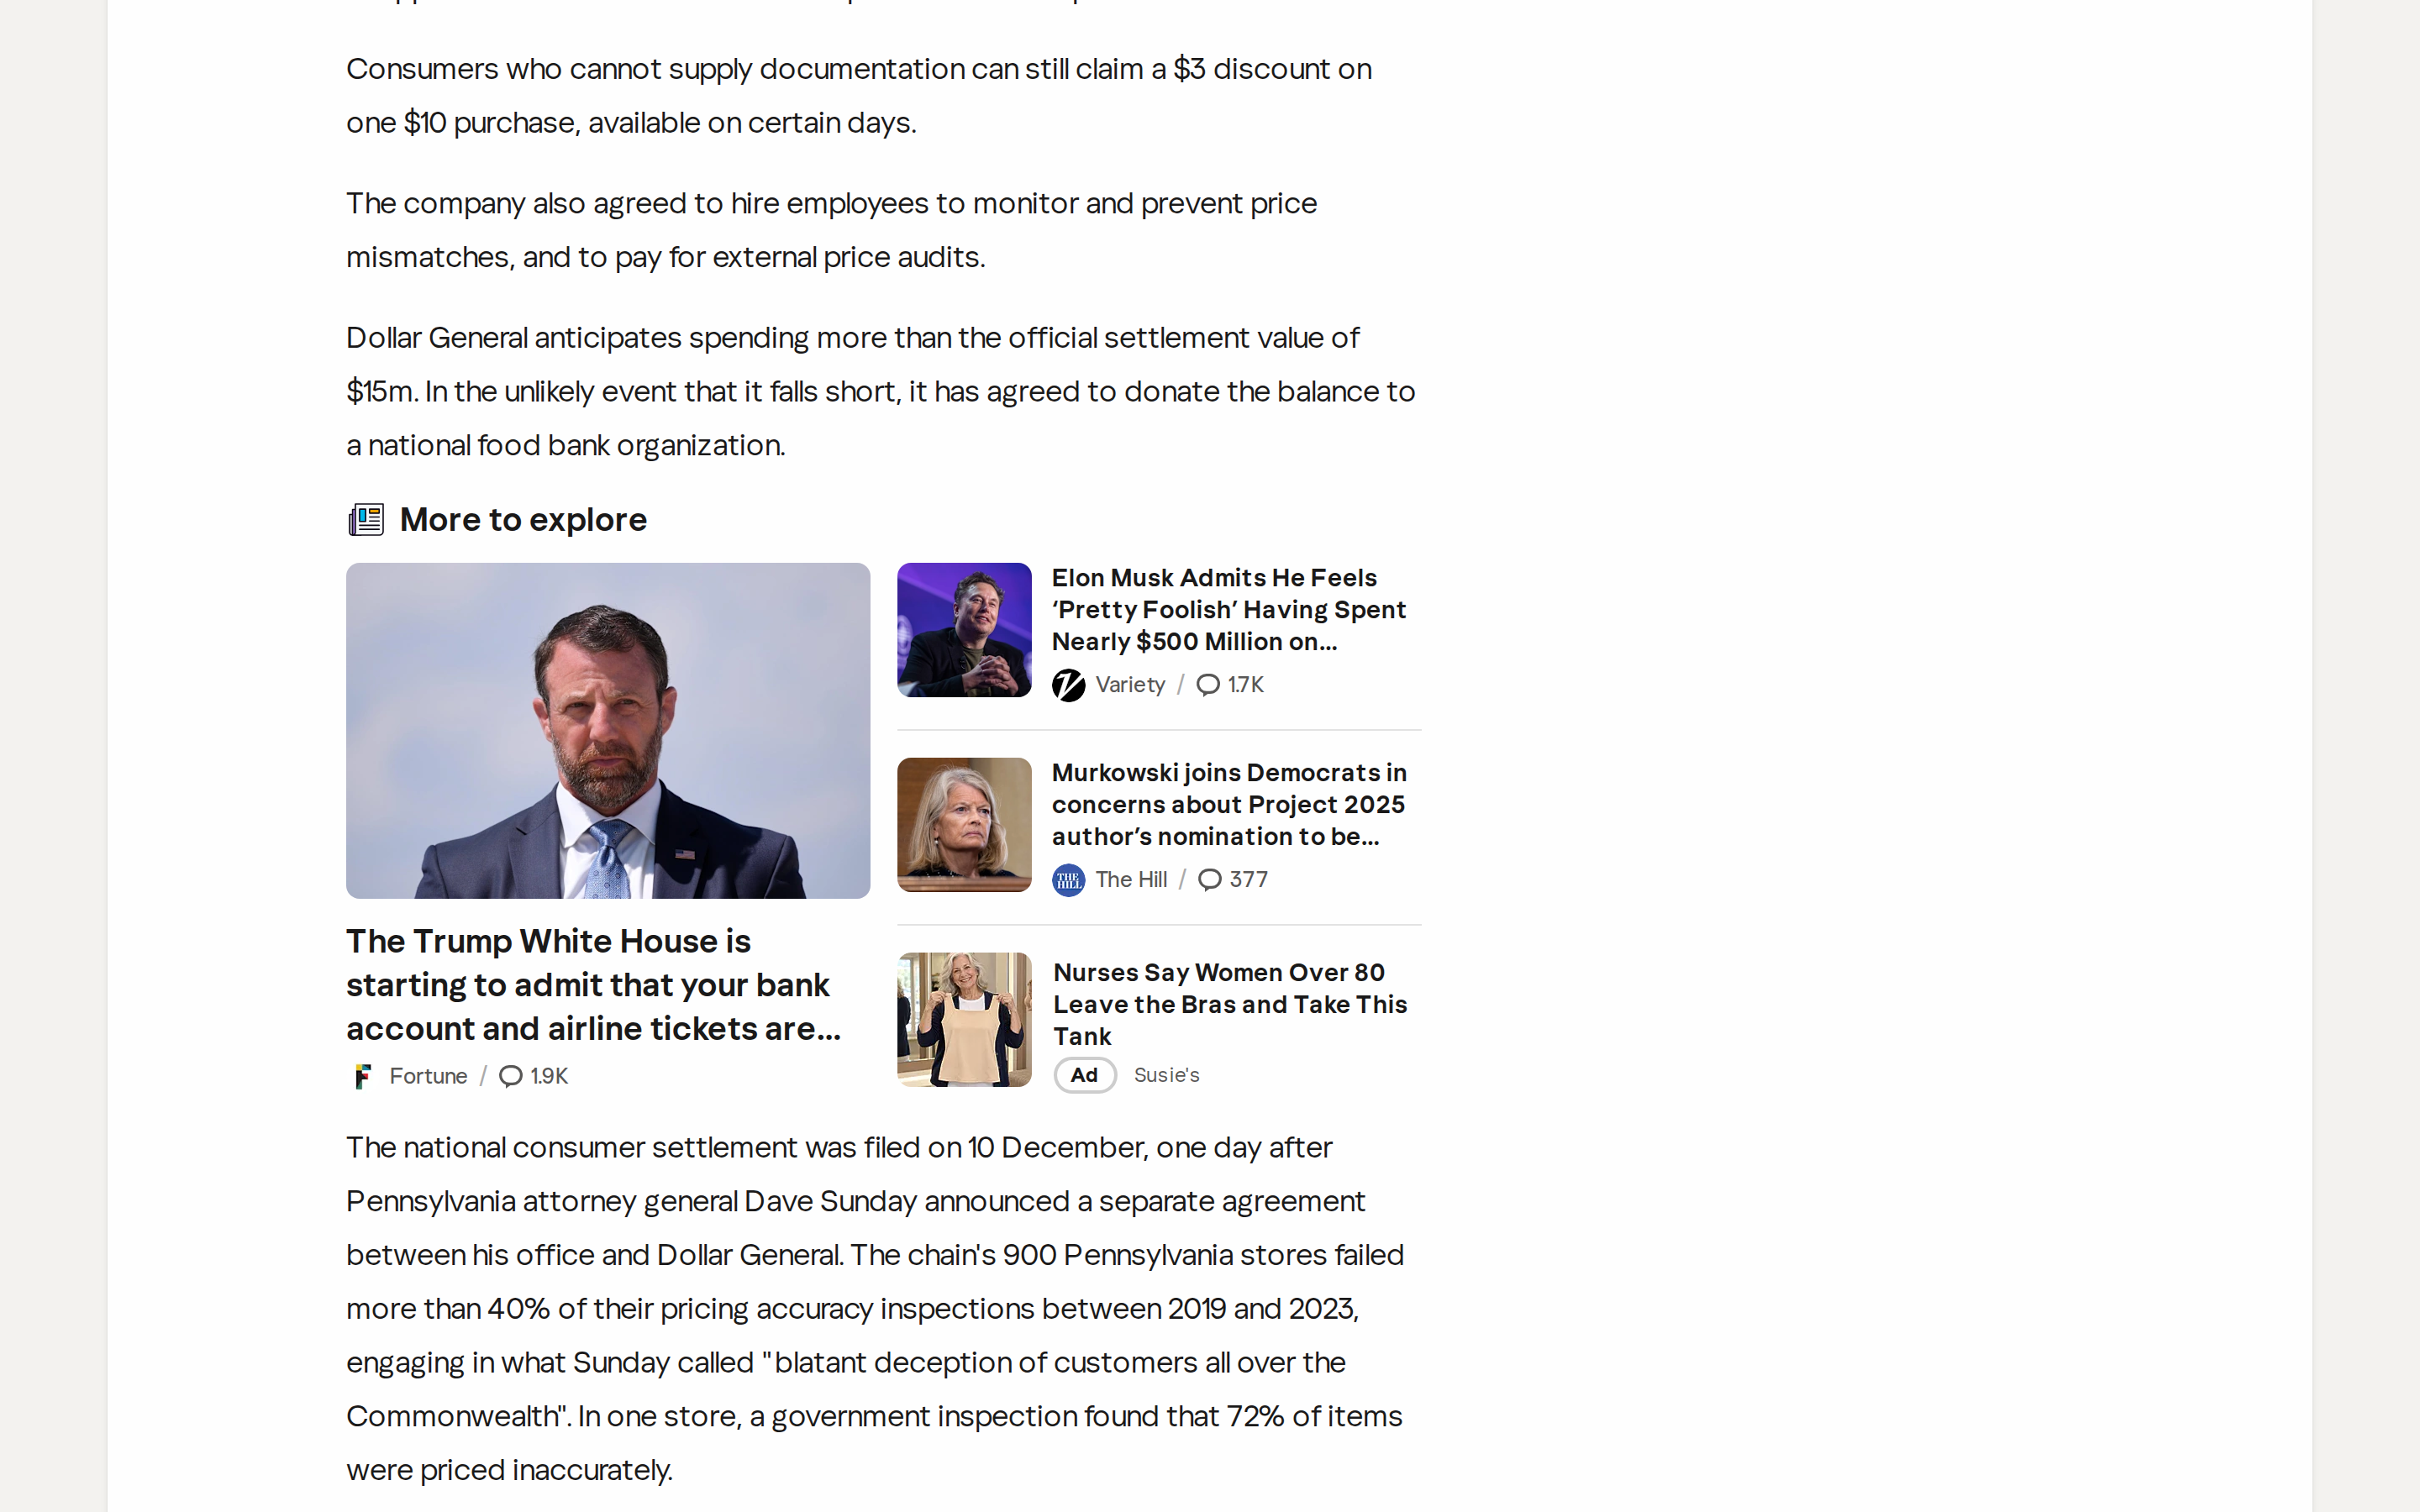 Consumers who cannot supply documentation can still claim a $3 discount on
one $10 purchase, available on certain days.
The company also agreed to hire employees to monitor and prevent price
mismatches, and to pay for external price audits.
Dollar General anticipates spending more than the official settlement value of
$15m. In the unlikely event that it falls short, it has agreed to donate the balance to
a national food bank organization.
More to explore
The Trump White House is
starting to admit that your bank
account and airline tickets are...
Fortune / 1.9K
Elon Musk Admits He Feels
‘Pretty Foolish’ Having Spent
Nearly $500 Million on...
Variety / 1.7K
Murkowski joins Democrats in
concerns about Project 2025
author’s nomination to be...
THE
HILL
The Hill / 377
Nurses Say Women Over 80
Leave the Bras and Take This
Tank
Ad Susie's
The national consumer settlement was filed on 10 December, one day after
Pennsylvania attorney general Dave Sunday announced a separate agreement
between his office and Dollar General. The chain's 900 Pennsylvania stores failed
more than 40% of their pricing accuracy inspections between 2019 and 2023,
engaging in what Sunday called "blatant deception of customers all over the
Commonwealth". In one store, a government inspection found that 72% of items
were priced inaccurately.